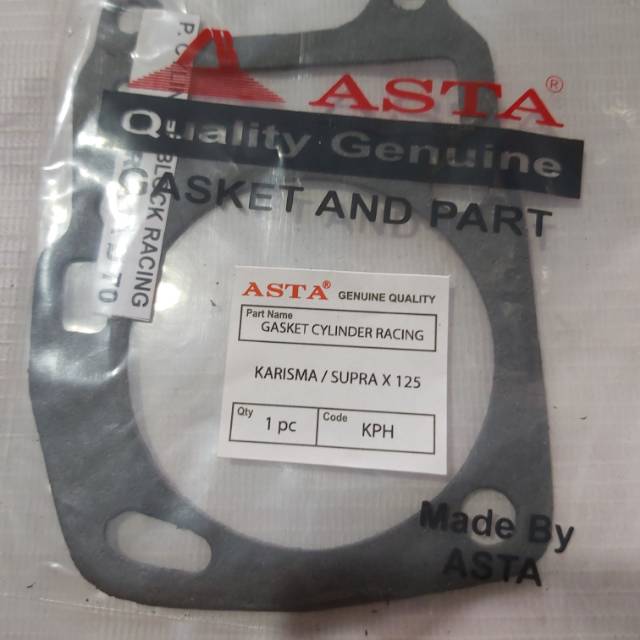 ASTA®
Quality Genuine
GASKET AND PART
BLOCK RACING
ASTA® GENUINE QUALITY
Part Name
GASKET CYLINDER RACING
KARISMA / SUPRA X 125
Qty
1 pc
Code
KPH
Made By
ASTA